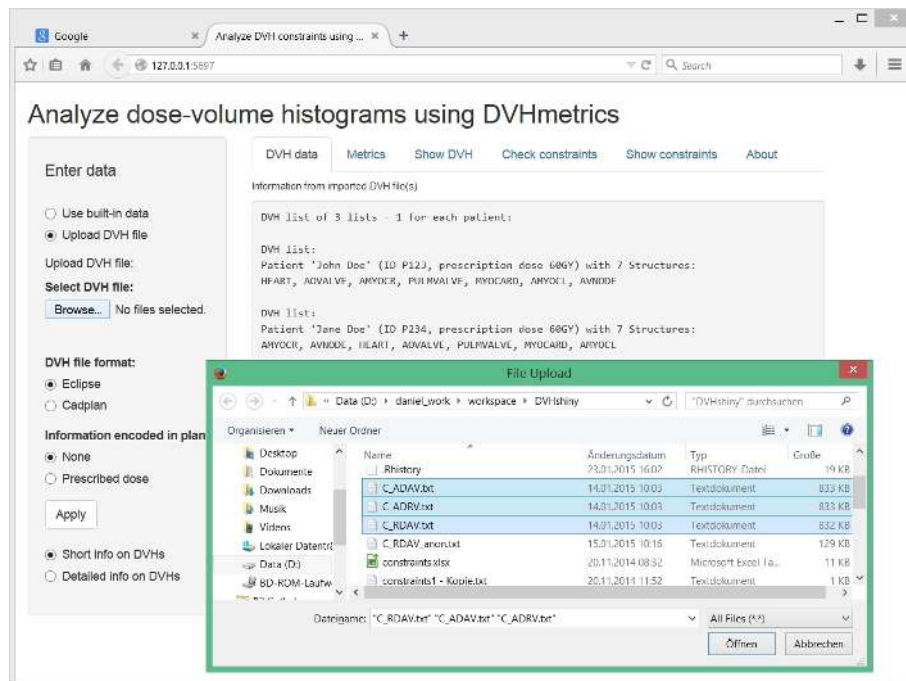 Google
Analyze DVH constraints using ...
127.0.0.1:5897
Search
Analyze dose-volume histograms using DVHmetrics
Enter data
Use built-in data
Upload DVH file
Upload DVH file:
Select DVH file:
Browse... No files selected.
DVH file format:
Eclipse
Cadplan
Information encoded in plan
None
Prescribed dose
Apply
Short info on DVHs
Detailed info on DVHs
DVH data Metrics Show DVH Check constraints Show constraints About
Information from imported DVH file(s)
DVH list of 3 lists - 1 for each patient:
DVH list:
Patient 'John Doe' (ID P123, prescription dose 60GY) with 7 Structures:
HEART, AOVALVE, AMYOCR, PULMVALVE, MYOCARD, AMYOCL, AVNODE
DVH list:
Patient 'Jane Doe' (ID P234, prescription dose 60GY) with 7 Structures:
AMYOCR, AVNODE, HEART, AOVALVE, PULMVALVE, MYOCARD, AMYOCL
File Upload
Data (D:) daniel_work workspace DVHshiny
"DVHshiny" durchsuchen
Organisieren Neuer Ordner
Desktop
Dokumente
Downloads
Musik
Videos
Lokaler Datentr
Data (D:)
BD-ROM-Laufw
Name Änderungsdatum Typ Größe
.Rhistory 23.01.2015 16:02 RHISTORY-Datei 19 KB
C_ADAV.txt 14.01.2015 10:03 Textdokument 833 KB
C_ADRV.txt 14.01.2015 10:03 Textdokument 833 KB
C_RDAV.txt 14.01.2015 10:03 Textdokument 832 KB
C_RDAV_anon.txt 15.01.2015 10:16 Textdokument 129 KB
constraints.xlsx 20.11.2014 08:32 Microsoft Excel Ta... 11 KB
constraints1 - Kopie.txt 20.11.2014 11:52 Textdokument 1 KB
Dateiname: "C_RDAV.txt" "C_ADAV.txt" "C_ADRV.txt"
All Files (*.*)
Öffnen Abbrechen